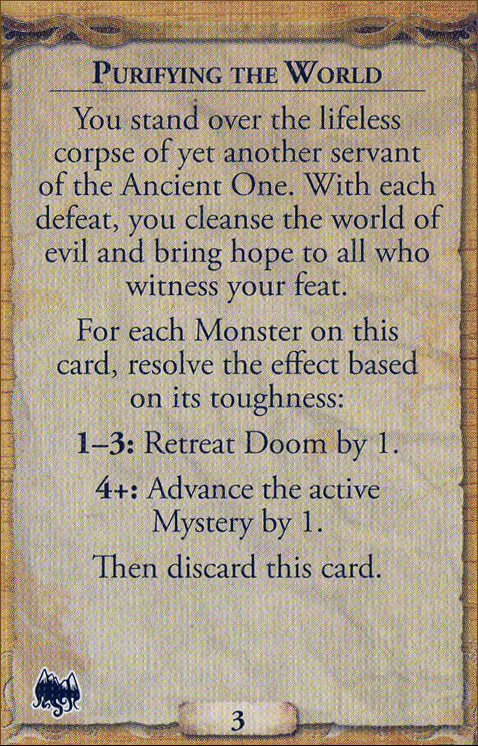 PURIFYING THE WORLD
You stand over the lifeless
corpse of yet another servant
of the Ancient One. With each
defeat, you cleanse the world of
evil and bring hope to all who
witness your feat.
For each Monster on this
card, resolve the effect based
on its toughness:
1–3: Retreat Doom by 1.
4+: Advance the active
Mystery by 1.
Then discard this card.
3